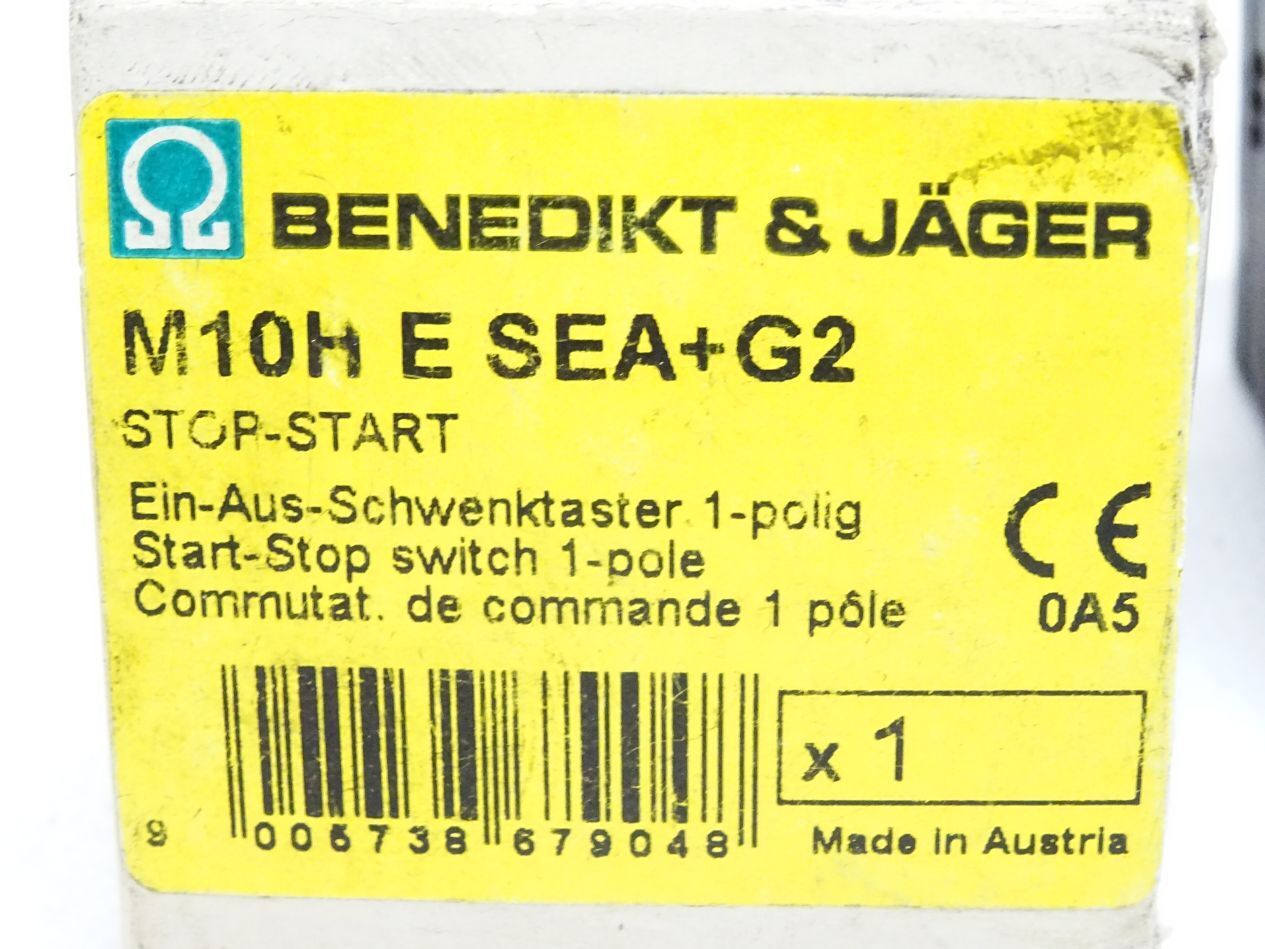 BENEDIKT & JÄGER
M10H E SEA+G2
STOP-START
Ein-Aus-Schwenktaster 1-polig
Start-Stop switch 1-pole
Commutat. de commande 1 pôle
CE
0A5
x 1
9 005738 679048
Made in Austria